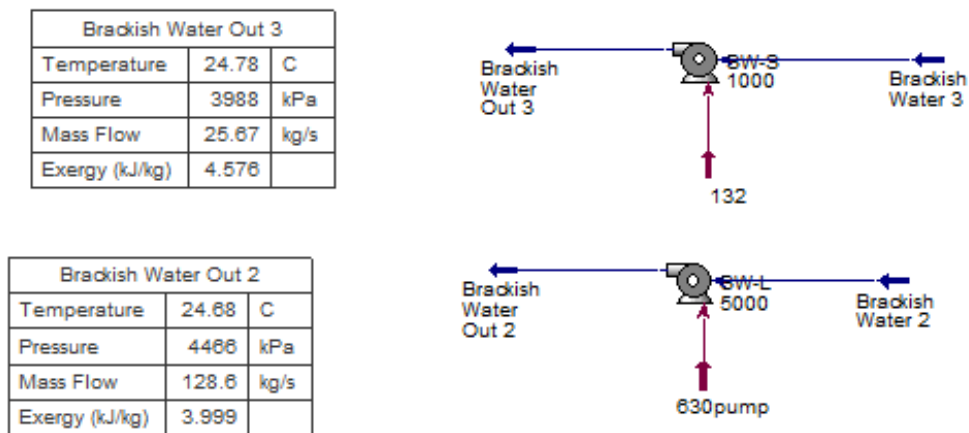 Brackish Water Out 3
Temperature 24.78 C
Pressure 3988 kPa
Mass Flow 25.67 kg/s
Exergy (kJ/kg) 4.576
Brackish
Water
Out 3
BW-S
1000
Brackish
Water 3
132
Brackish Water Out 2
Temperature 24.68 C
Pressure 4466 kPa
Mass Flow 128.6 kg/s
Exergy (kJ/kg) 3.999
Brackish
Water
Out 2
BW-L
5000
Brackish
Water 2
630pump